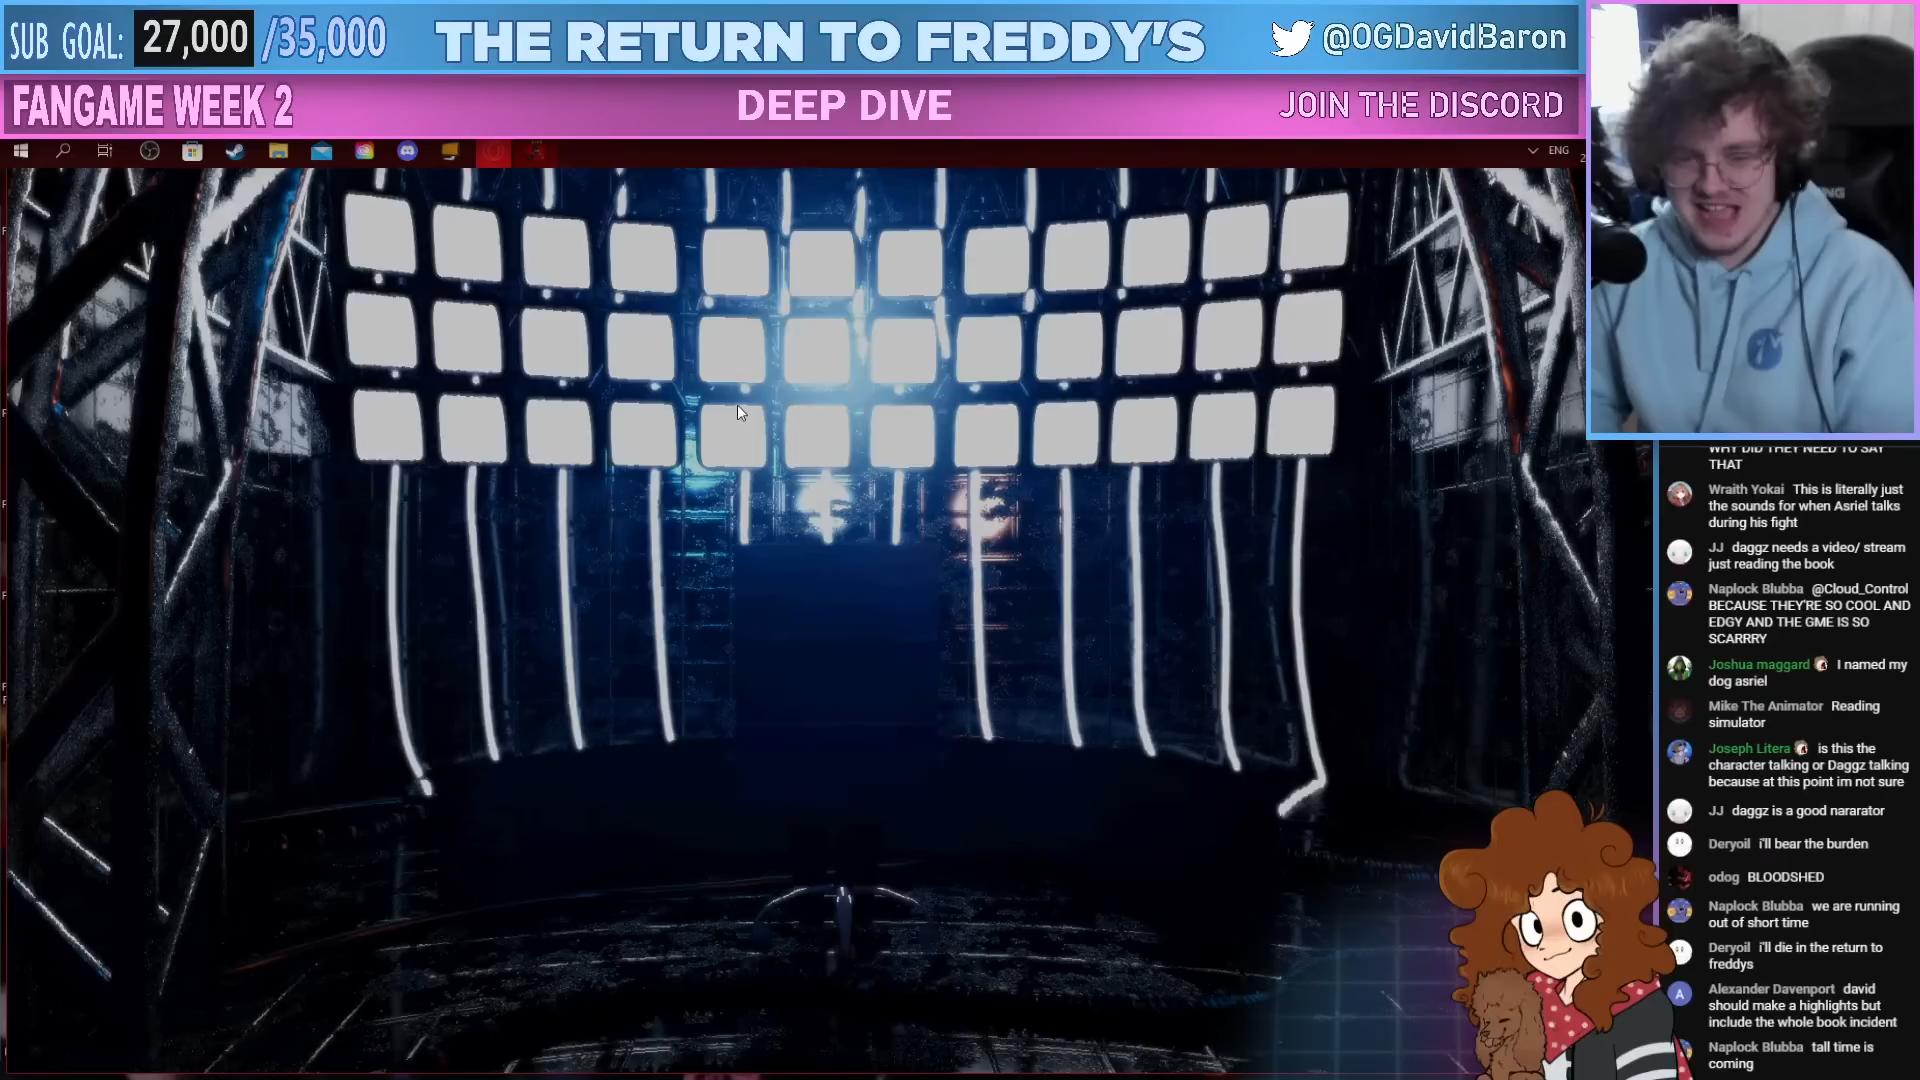 SUB GOAL: 27,000 /35,000
THE RETURN TO FREDDY'S
@OGDavidBaron
FANGAME WEEK 2
DEEP DIVE
JOIN THE DISCORD
ENG
WHY DID THEY NEED TO SAY
THAT
Wraith Yokai This is literally just
the sounds for when Asriel talks
during his fight
JJ daggz needs a video/ stream
just reading the book
Naplock Blubba @Cloud_Control
BECAUSE THEY'RE SO COOL AND
EDGY AND THE GME IS SO
SCARRRY
Joshua maggard I named my
dog asriel
Mike The Animator Reading
simulator
Joseph Litera is this the
character talking or Daggz talking
because at this point im not sure
JJ daggz is a good nararator
Deryoil i'll bear the burden
odog BLOODSHED
Naplock Blubba we are running
out of short time
Deryoil i'll die in the return to
freddys
A Alexander Davenport david
should make a highlights but
include the whole book incident
Naplock Blubba tall time is
coming